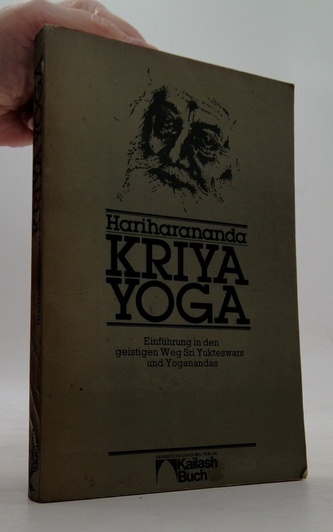 Hariharananda
KRIYA
YOGA
Einführung in den
geistigen Weg Sri Yukteswars
und Yoganandas
Kailash
Buch